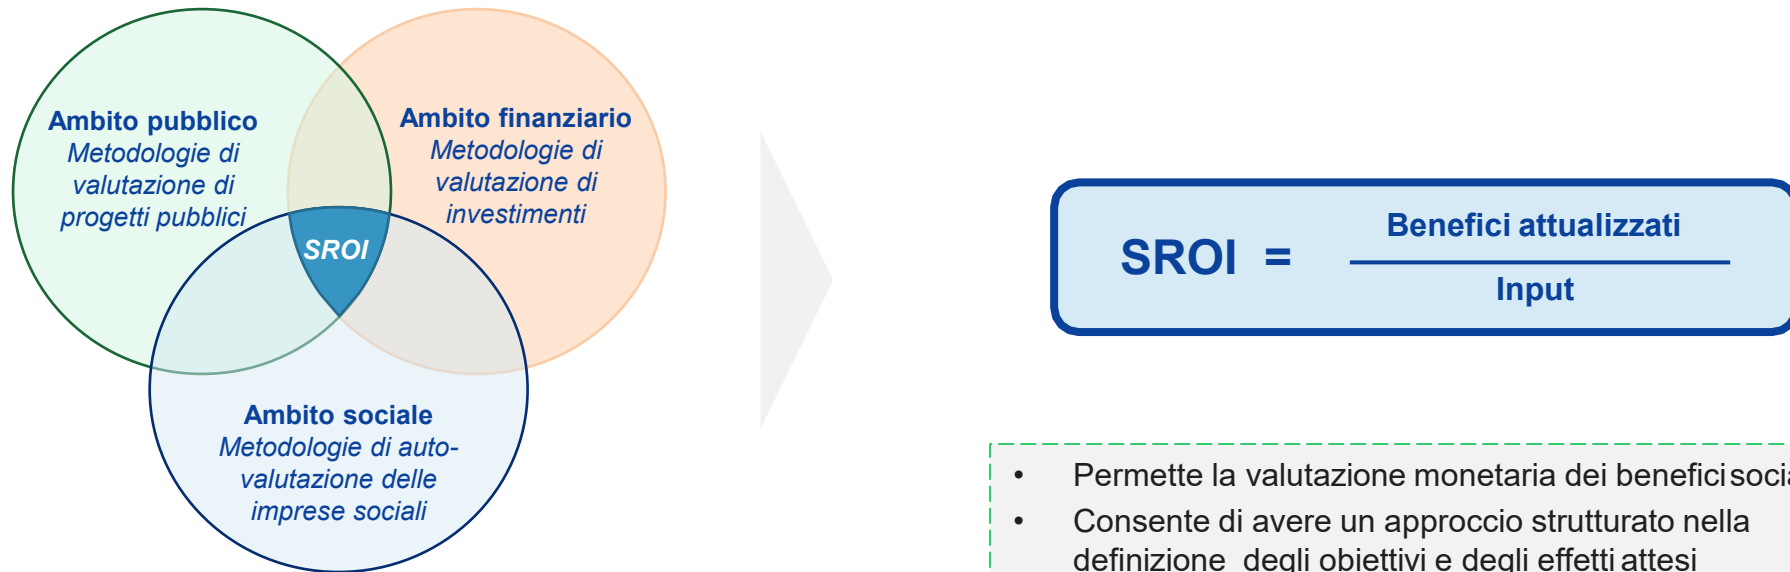 Ambito pubblico
Metodologie di
valutazione di
progetti pubblici
Ambito finanziario
Metodologie di
valutazione di
investimenti
SROI
Ambito sociale
Metodologie di auto-
valutazione delle
imprese sociali
SROI =
Benefici attualizzati
Input
• Permette la valutazione monetaria dei benefici
• Consente di avere un approccio strutturato nella
definizione degli obiettivi e degli effetti attesi